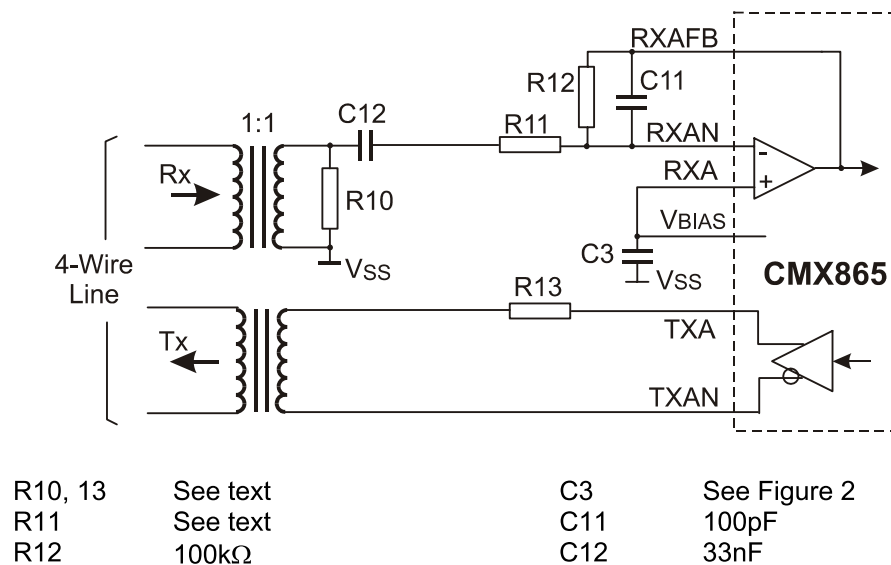 RXAFB
R12
C11
1:1
C12
R11
RXAN
Rx
R10
RXA
-
+
VBIAS
C3
VSS
VSS
CMX865
4-Wire
Line
R13
TXA
Tx
TXAN
R10, 13 See text C3 See Figure 2
R11 See text C11 100pF
R12 100kΩ C12 33nF